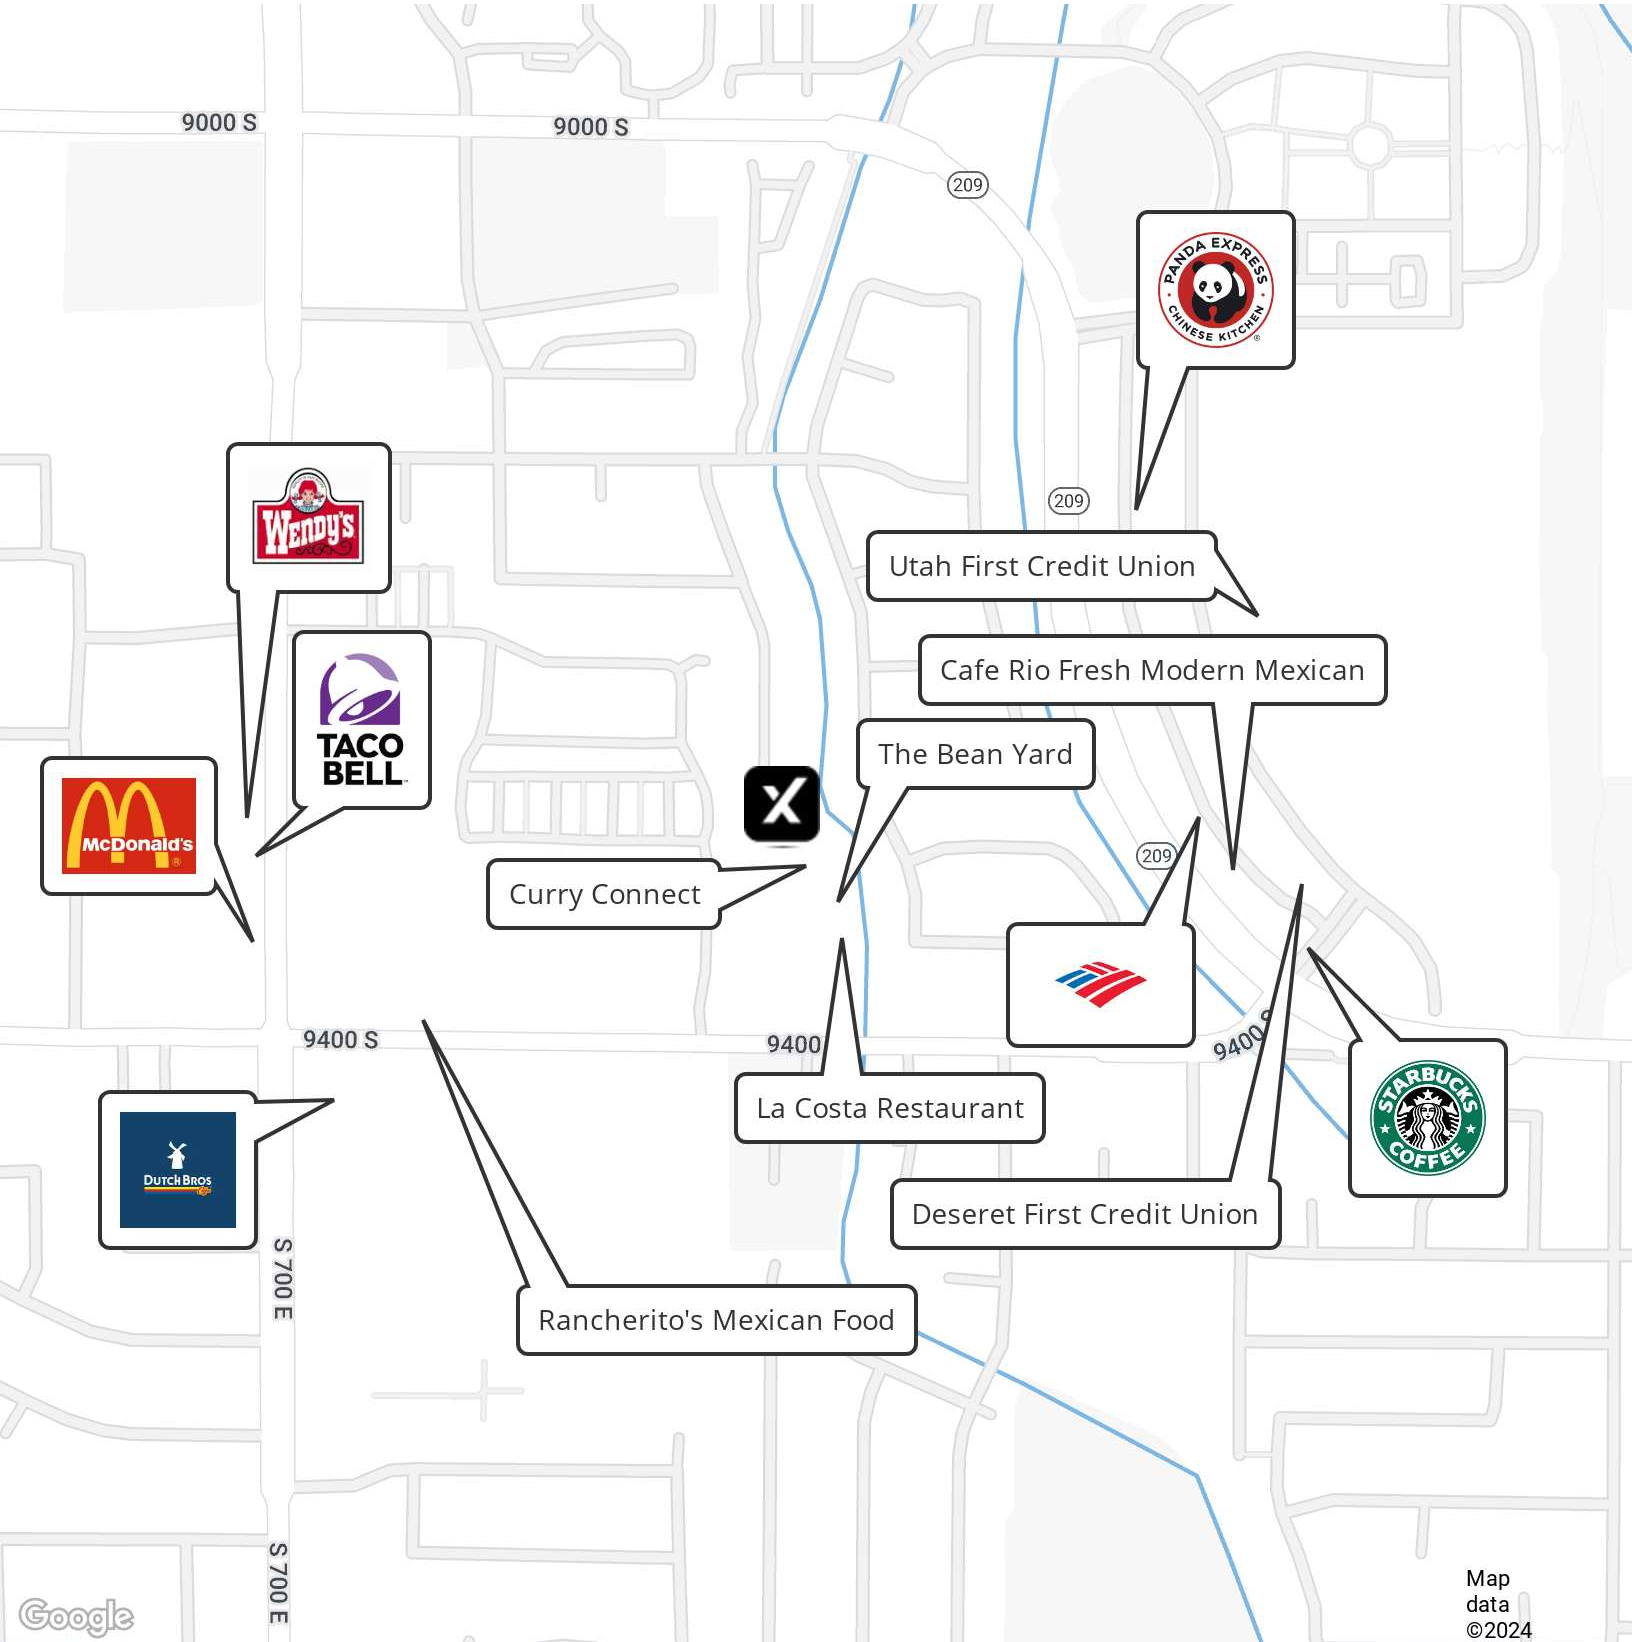 9000 S
9000 S
209
PANDA EXPRESS
CHINESE KITCHEN
®
WENDY'S
209
Utah First Credit Union
Cafe Rio Fresh Modern Mexican
TACO
BELL
The Bean Yard
X
McDonald's
®
209
Curry Connect
9400 S
9400
9400 S
La Costa Restaurant
STARBUCKS
COFFEE
DUTCH BROS
Deseret First Credit Union
S 700 E
Rancherito's Mexican Food
S 700 E
Google
Map
data
©2024